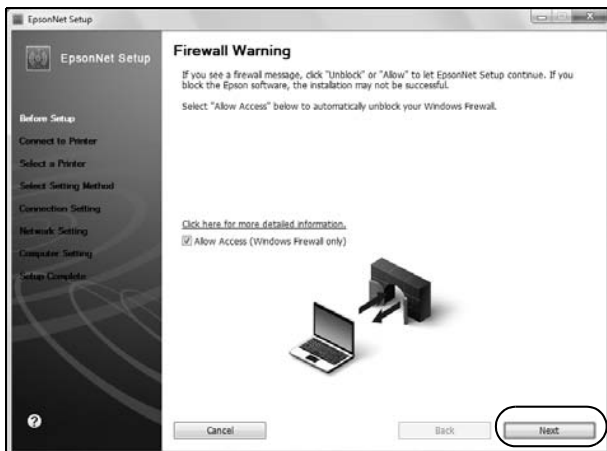 EpsonNet Setup
EpsonNet Setup
Before Setup
Connect to Printer
Select a Printer
Select Setting Method
Connection Setting
Network Setting
Computer Setting
Setup Complete
Firewall Warning
If you see a firewall message, click "Unblock" or "Allow" to let EpsonNet Setup continue. If you
block the Epson software, the installation may not be successful.
Select "Allow Access" below to automatically unblock your Windows Firewall.
Click here for more detailed information.
Allow Access (Windows Firewall only)
?
Cancel
Back
Next